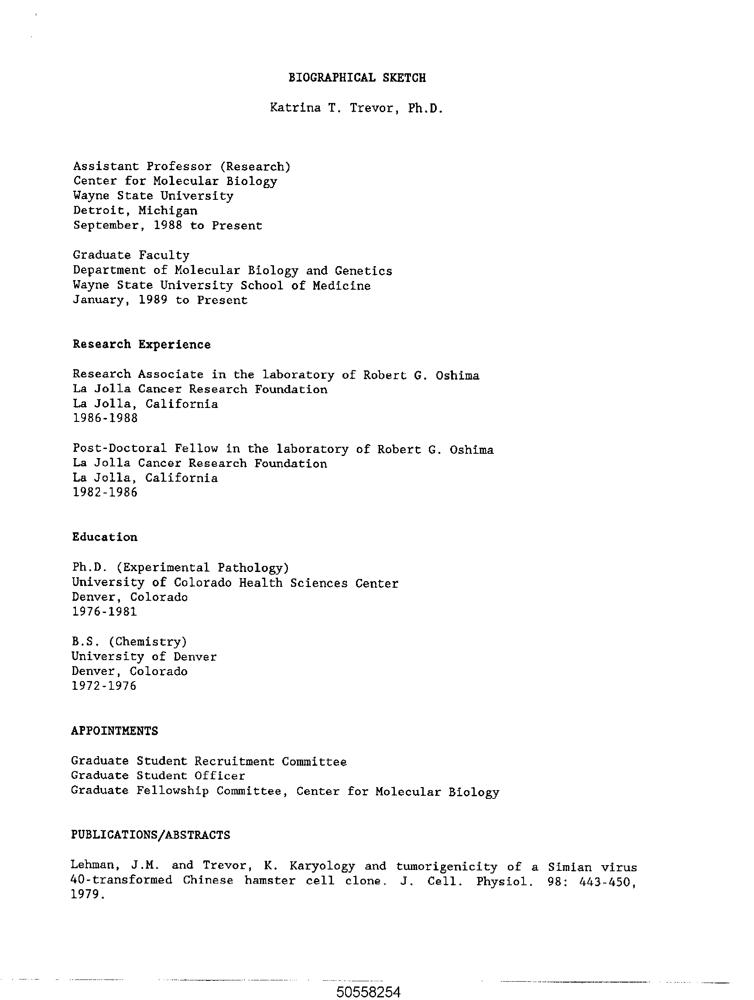 BIOGRAPHICAL SKETCH
Katrina T. Trevor, Ph.D.
Assistant Professor (Research)
Center for Molecular Biology
Wayne State University
Detroit, Michigan
September, 1988 to Present
Graduate Faculty
Department of Molecular Biology and Genetics
Wayne State University School of Medicine
January, 1989 to Present
Research Experience
Research Associate in the laboratory of Robert G. Oshima
La Jolla Cancer Research Foundation
La Jolla, California
1986-1988
Post-Doctoral Fellow in the laboratory of Robert G. Oshima
La Jolla Cancer Research Foundation
La Jolla, California
1982-1986
Education
Ph.D. (Experimental Pathology)
University of Colorado Health Sciences Center
Denver, Colorado
1976-1981
B.S. (Chemistry)
University of Denver
Denver, Colorado
1972-1976
APPOINTMENTS
Graduate Student Recruitment Committee
Graduate Student Officer
Graduate Fellowship Committee, Center for Molecular Biology
PUBLICATIONS/ABSTRACTS
Lehman, J.M. and Trevor, K. Karyology and tumorigenicity of a Simian virus
40-transformed Chinese hamster cell clone. J. Cell. Physiol. 98: 443-450,
1979.
50558254